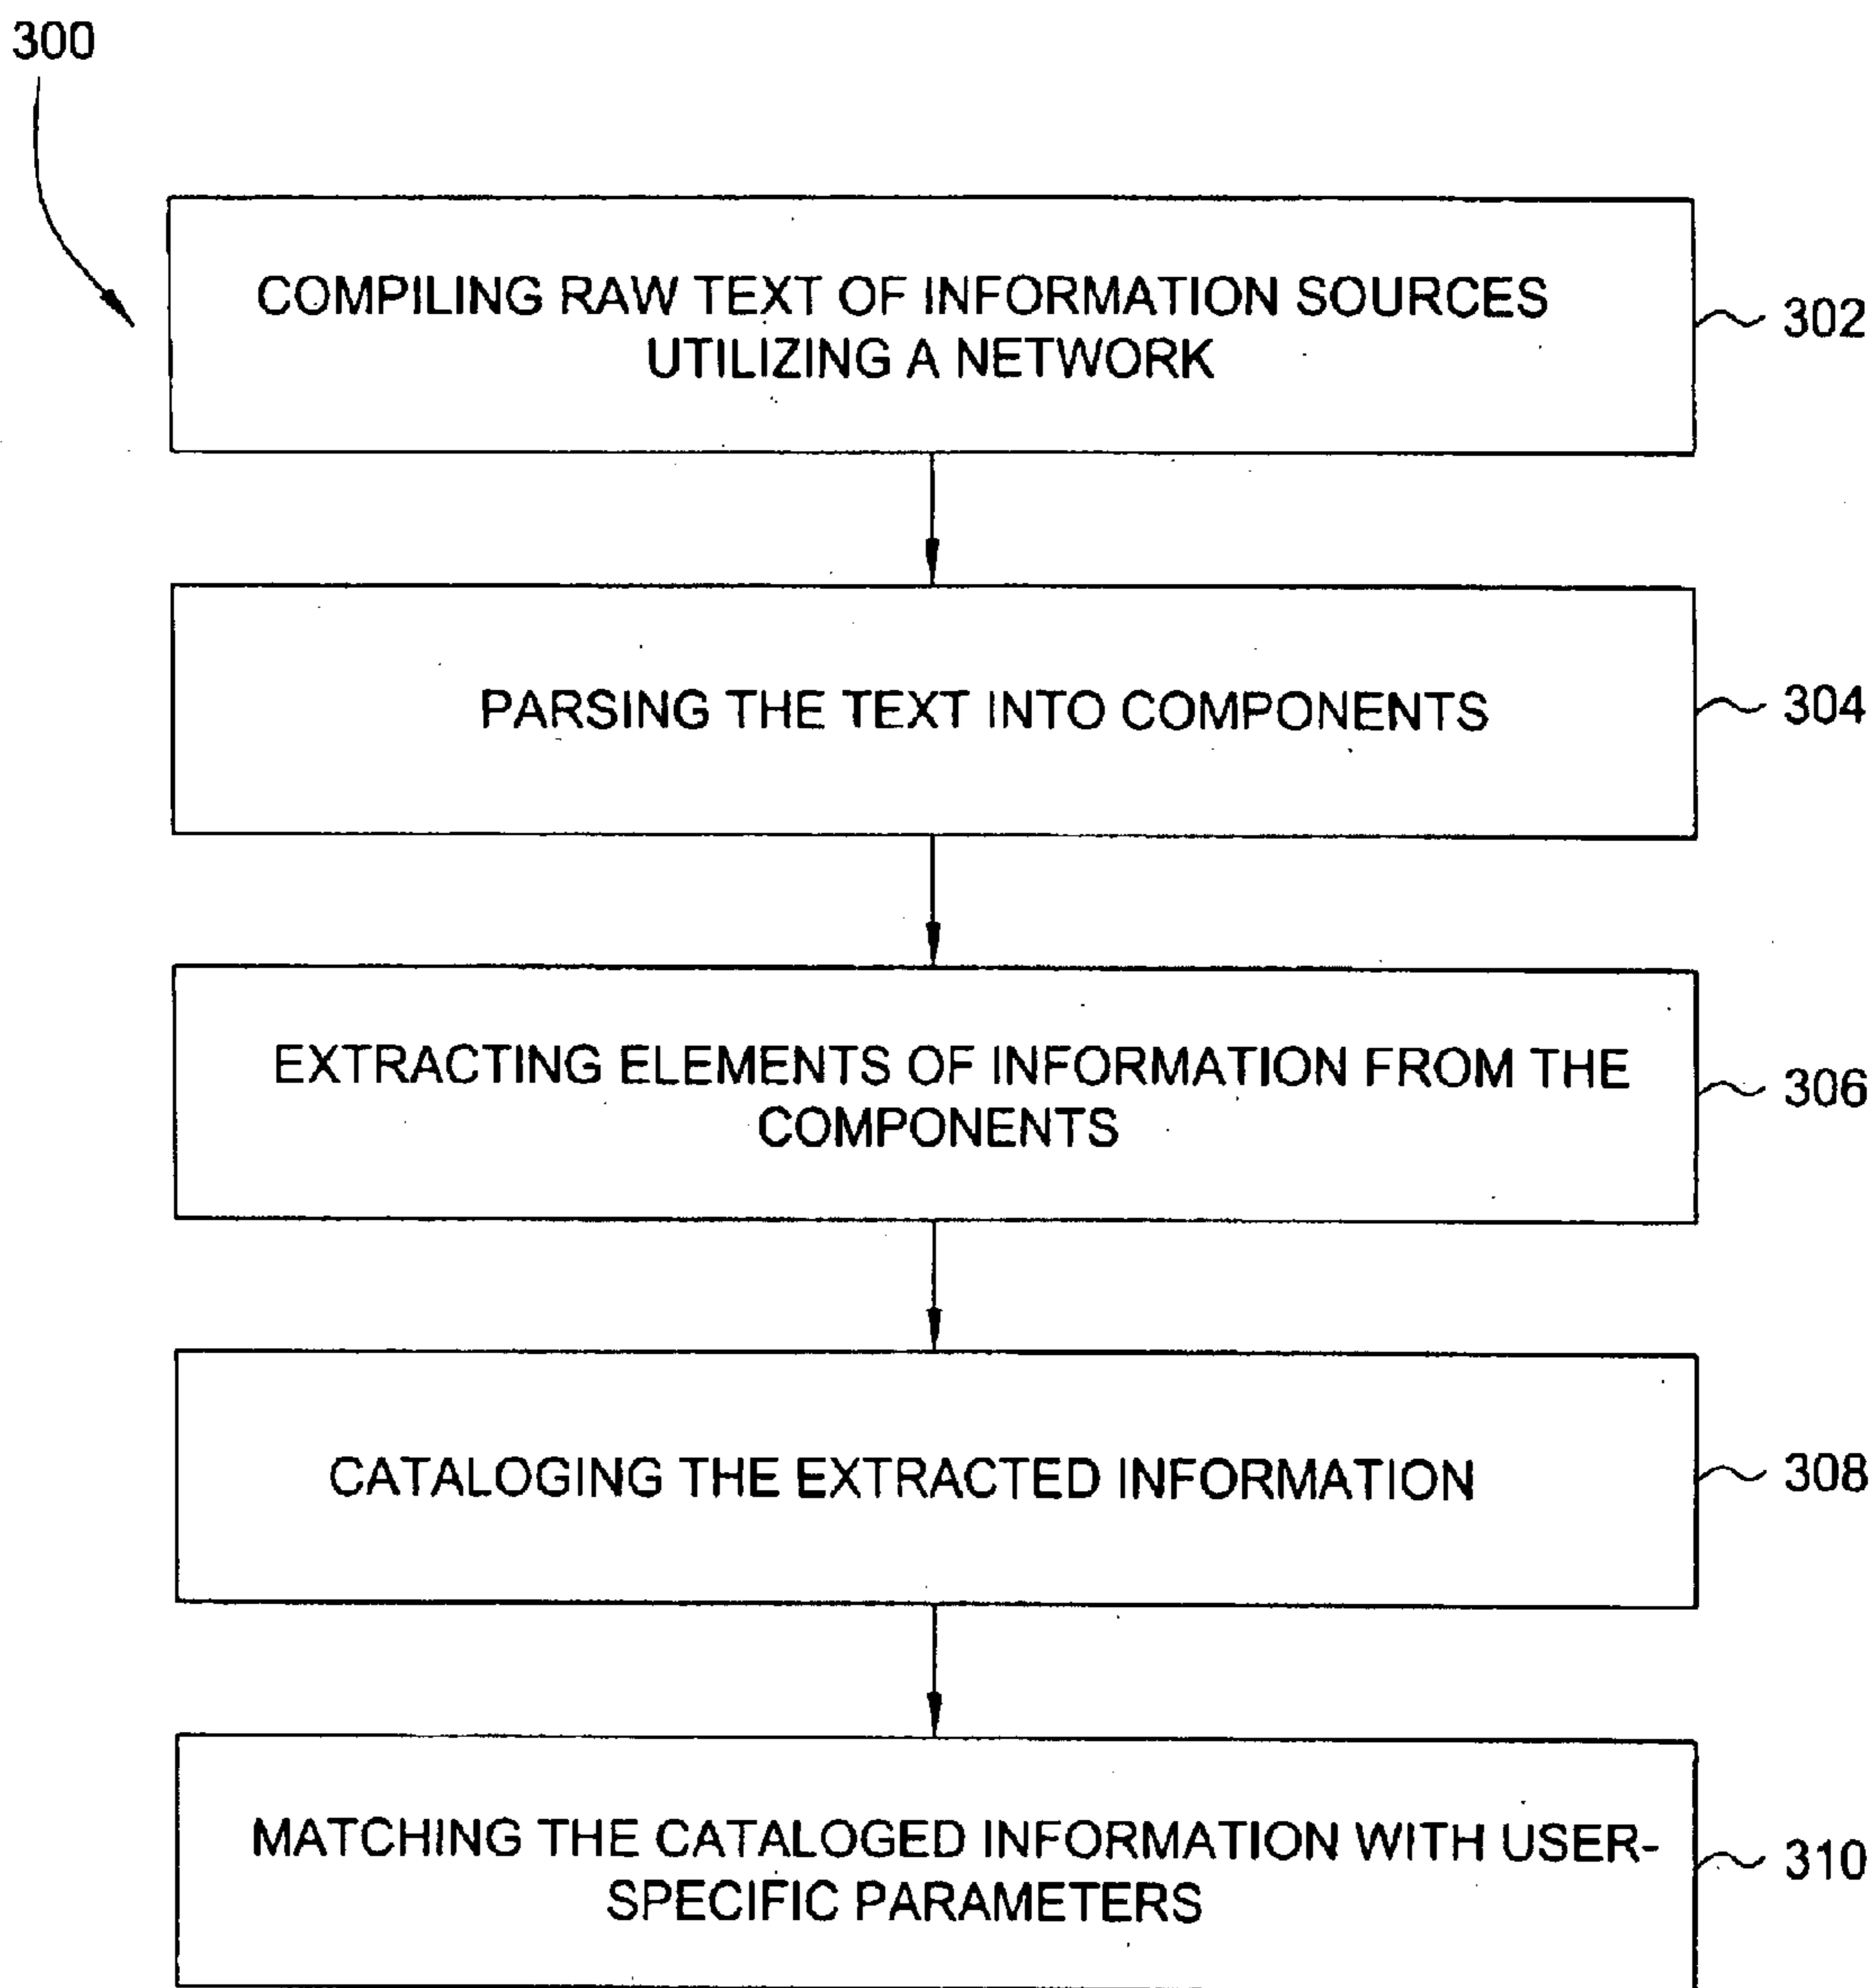 300
COMPILING RAW TEXT OF INFORMATION SOURCES
UTILIZING A NETWORK
302
PARSING THE TEXT INTO COMPONENTS
304
EXTRACTING ELEMENTS OF INFORMATION FROM THE
COMPONENTS
306
CATALOGING THE EXTRACTED INFORMATION
308
MATCHING THE CATALOGED INFORMATION WITH USER-
SPECIFIC PARAMETERS
310